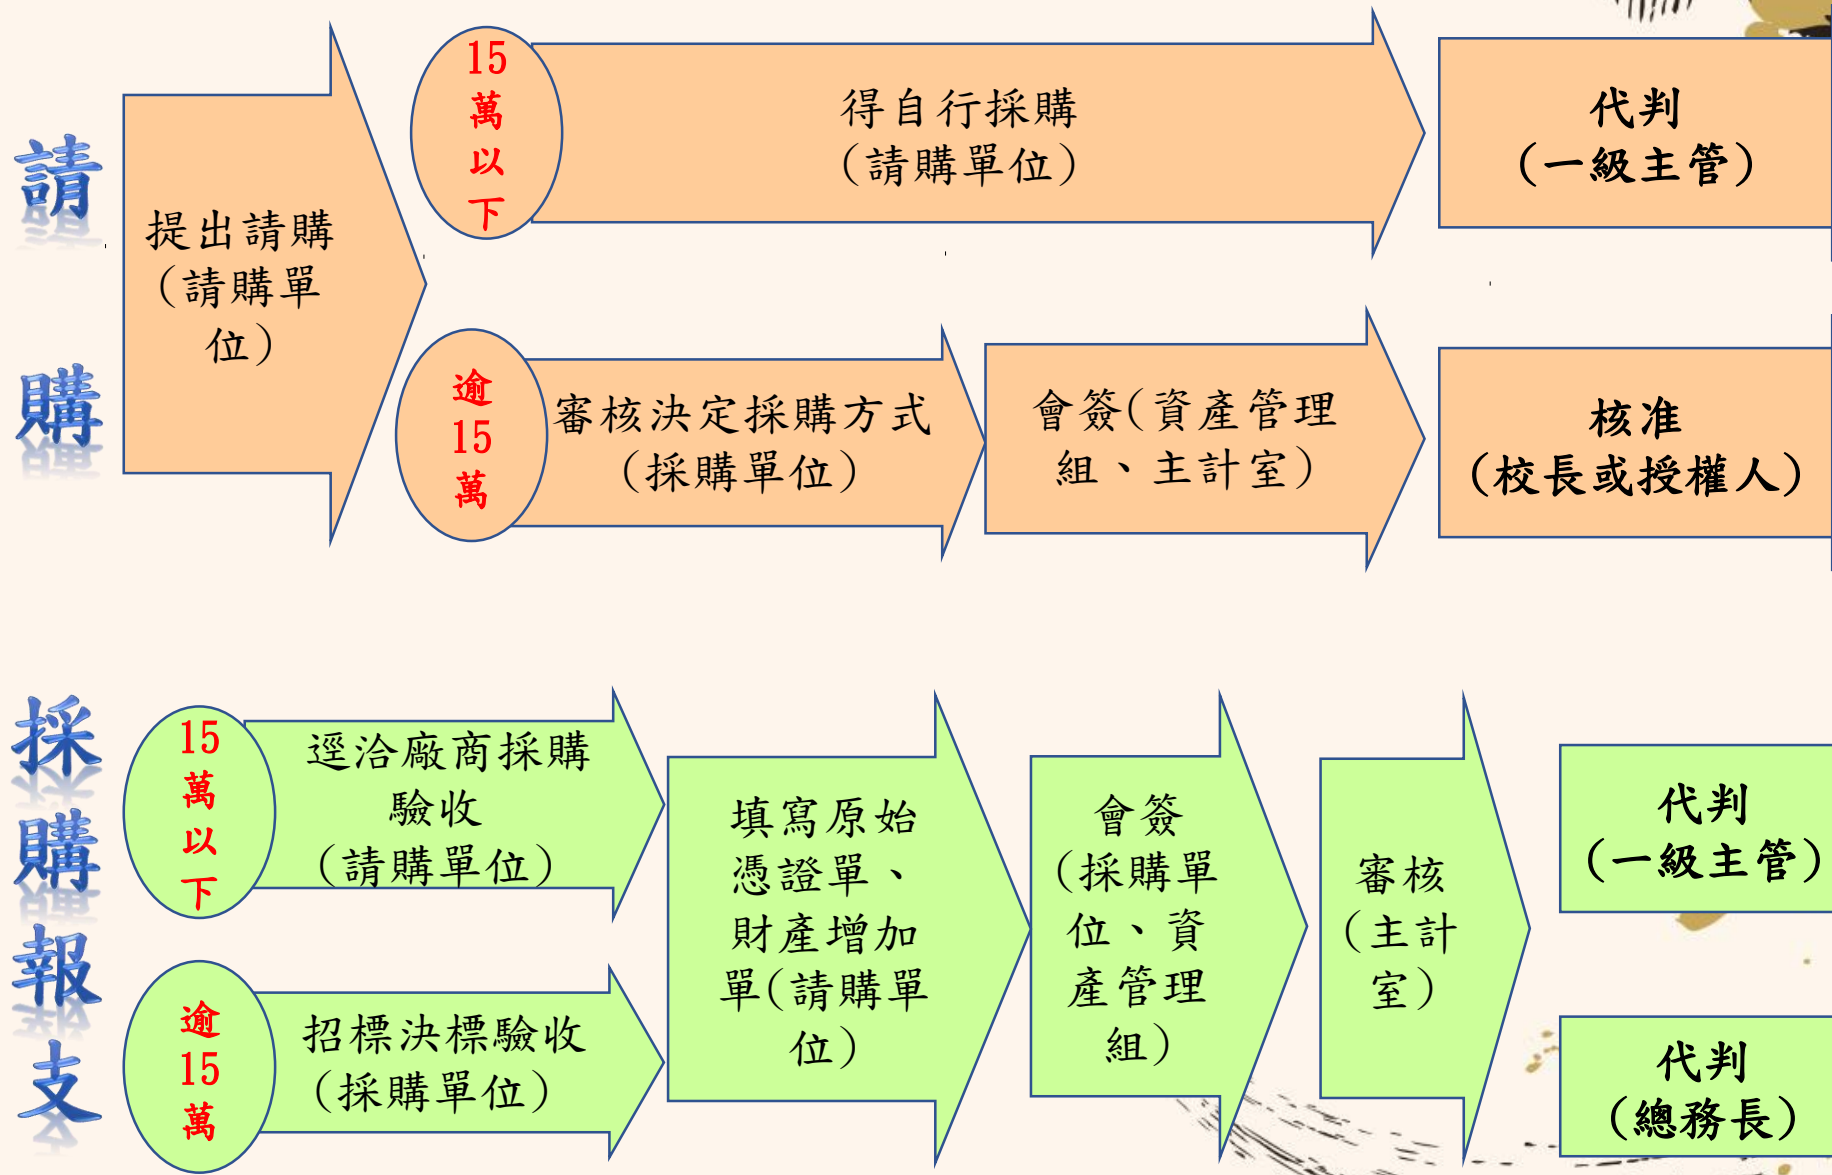 請
購
提出請購
(請購單
位)
15
萬
以
下
得自行採購
(請購單位)
代判
(一級主管)
逾
15
萬
審核決定採購方式
(採購單位)
會簽(資產管理
組、主計室)
核准
(校長或授權人)
採
購
報
支
15
萬
以
下
逕洽廠商採購
驗收
(請購單位)
逾
15
萬
招標決標驗收
(採購單位)
填寫原始
憑證單、
財產增加
單(請購單
位)
會簽
(採購單
位、資
產管理
組)
審核
(主計
室)
代判
(一級主管)
代判
(總務長)